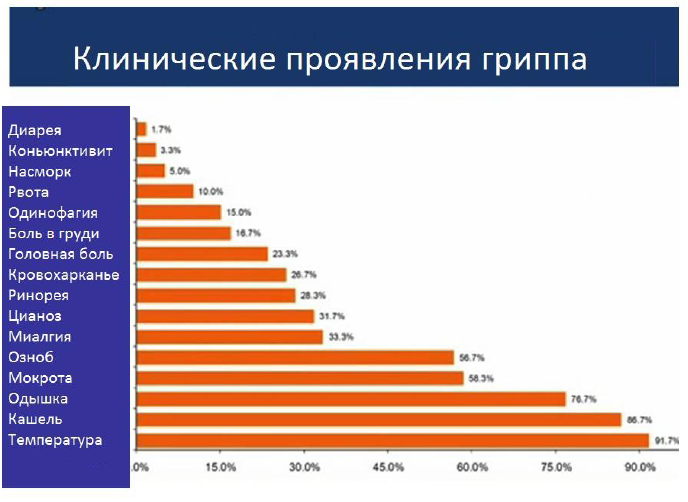 Клинические проявления гриппа
Диарея 1.7%
Коньюнктивит 3.3%
Насморк 5.0%
Рвота 10.0%
Одинофагия 15.0%
Боль в груди 16.7%
Головная боль 23.3%
Кровохарканье 26.7%
Ринорея 28.3%
Цианоз 31.7%
Миалгия 33.3%
Озноб 56.7%
Мокрота 58.3%
Одышка 76.7%
Кашель 86.7%
Температура 91.7%
.0% 15.0% 30.0% 45.0% 60.0% 75.0% 90.0%